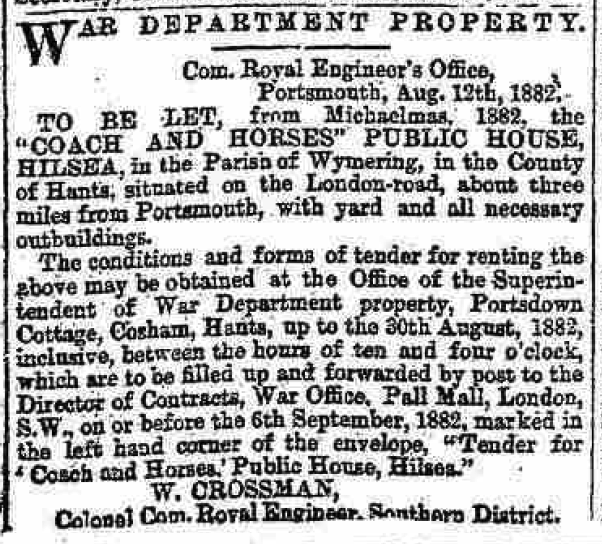 WAR DEPARTMENT PROPERTY.
Com. Royal Engineer's Office,
Portsmouth, Aug. 12th, 1882.
TO BE LET, from Michaelmas, 1882, the
"COACH AND HORSES" PUBLIC HOUSE,
HILSEA, in the Parish of Wymering, in the County
of Hants, situated on the London-road, about three
miles from Portsmouth, with yard and all necessary
outbuildings.
The conditions and forms of tender for renting the
above may be obtained at the Office of the Superin-
tendent of War Department property, Portsdown
Cottage, Cosham, Hants, up to the 30th August, 1882,
inclusive, between the hours of ten and four o'clock,
which are to be filled up and forwarded by post to the
Director of Contracts, War Office, Pall Mall, London,
S.W., on or before the 6th September, 1882, marked in
the left hand corner of the envelope, "Tender for
'Coach and Horses,' Public House, Hilsea."
W. CROSSMAN,
Colonel Com. Royal Engineer. Southern District.